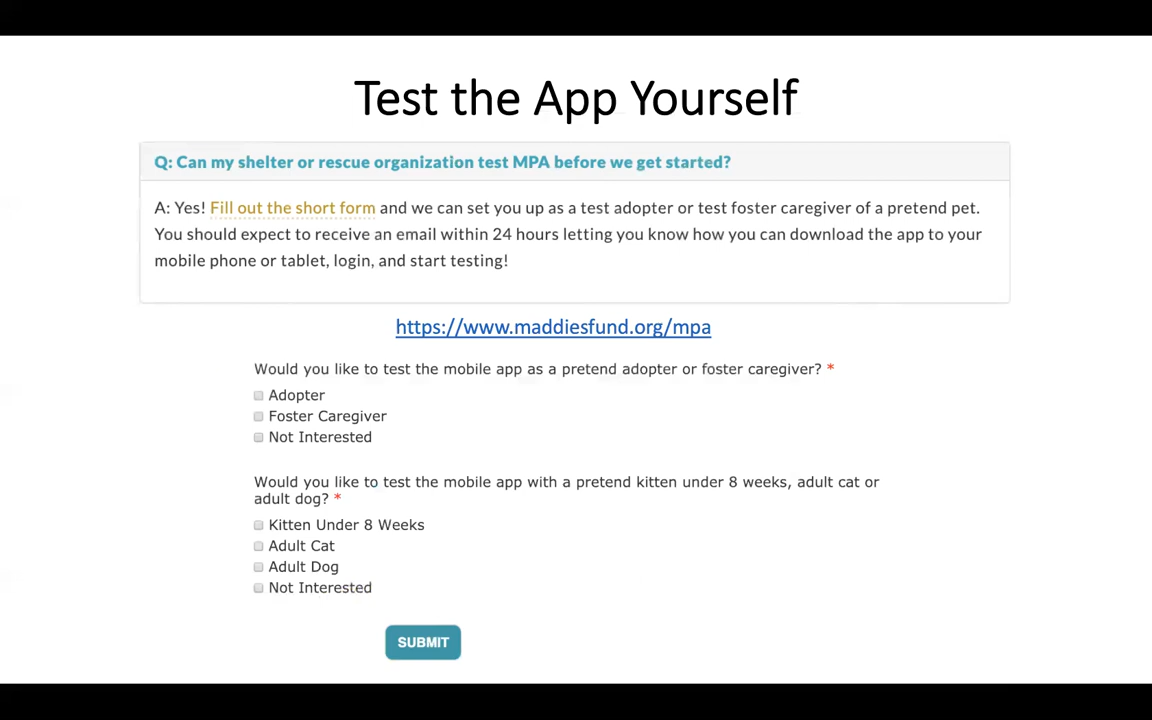 Test the App Yourself
Q: Can my shelter or rescue organization test MPA before we get started?
A: Yes! Fill out the short form and we can set you up as a test adopter or test foster caregiver of a pretend pet.
You should expect to receive an email within 24 hours letting you know how you can download the app to your
mobile phone or tablet, login, and start testing!
https://www.maddiesfund.org/mpa
Would you like to test the mobile app as a pretend adopter or foster caregiver? *
Adopter
Foster Caregiver
Not Interested
Would you like to test the mobile app with a pretend kitten under 8 weeks, adult cat or
adult dog? *
Kitten Under 8 Weeks
Adult Cat
Adult Dog
Not Interested
SUBMIT